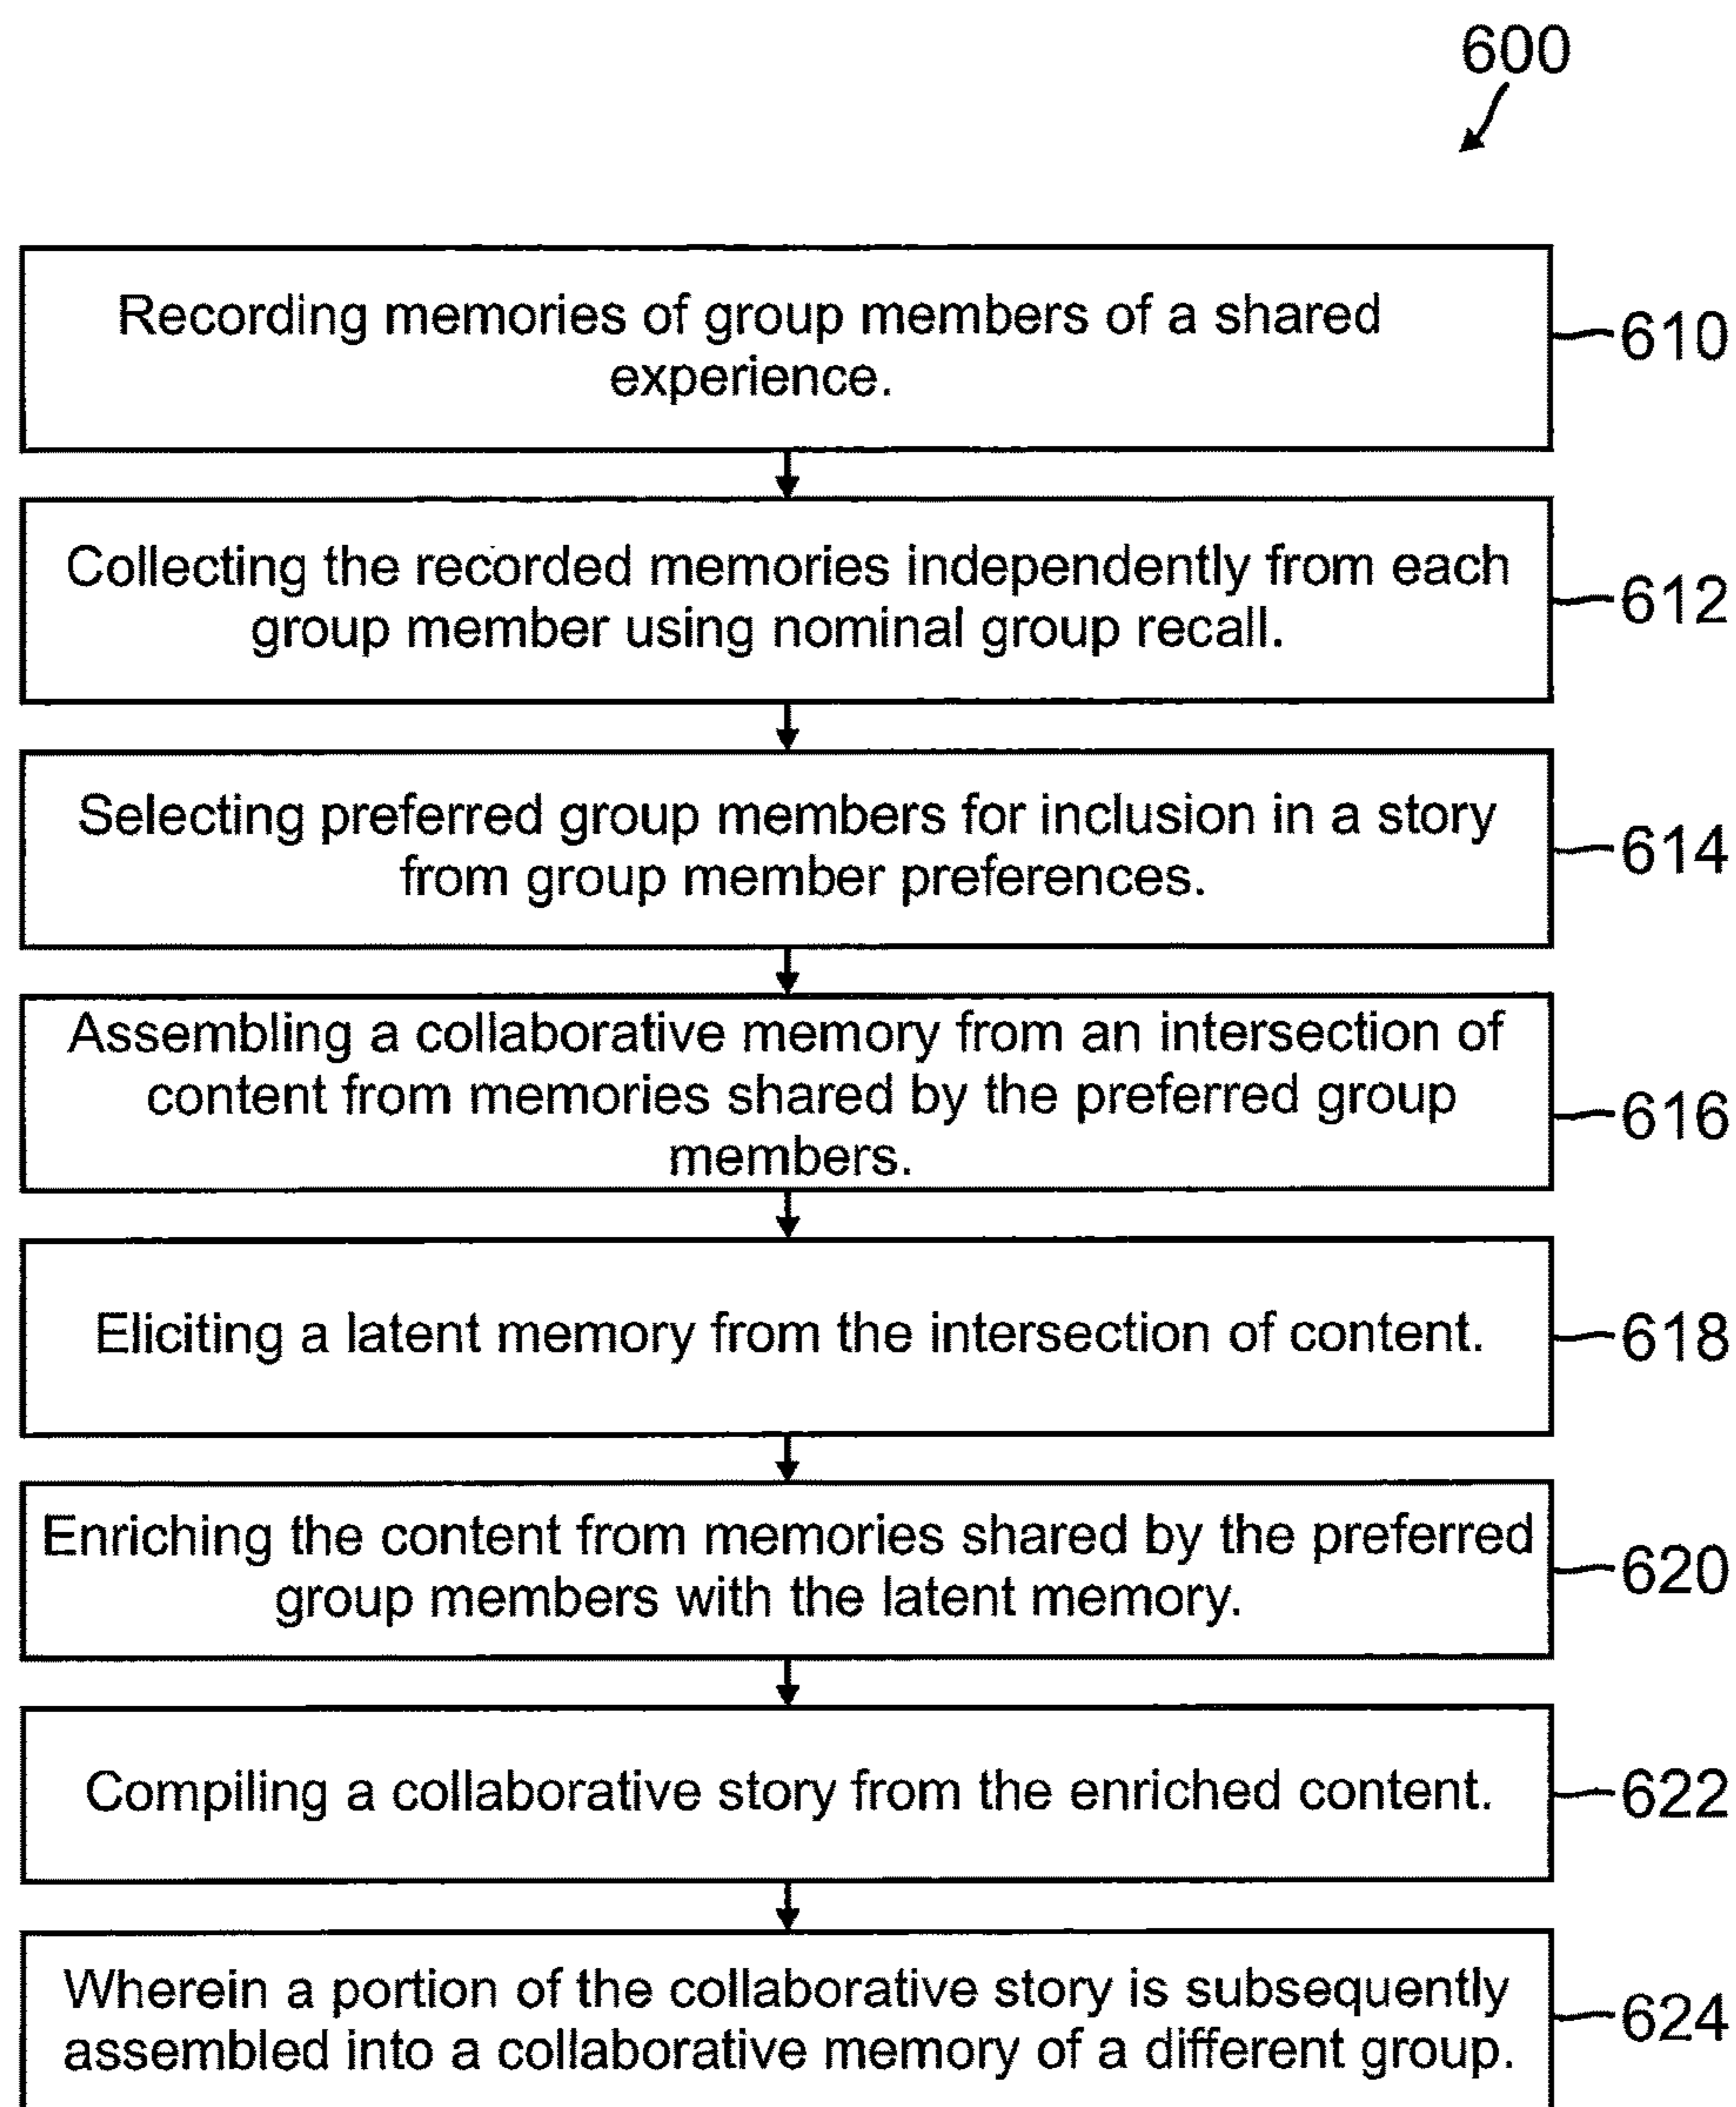 600
Recording memories of group members of a shared
experience.
610
Collecting the recorded memories independently from each
group member using nominal group recall.
612
Selecting preferred group members for inclusion in a story
from group member preferences.
614
Assembling a collaborative memory from an intersection of
content from memories shared by the preferred group
members.
616
Eliciting a latent memory from the intersection of content.
618
Enriching the content from memories shared by the preferred
group members with the latent memory.
620
Compiling a collaborative story from the enriched content.
622
Wherein a portion of the collaborative story is subsequently
assembled into a collaborative memory of a different group.
624